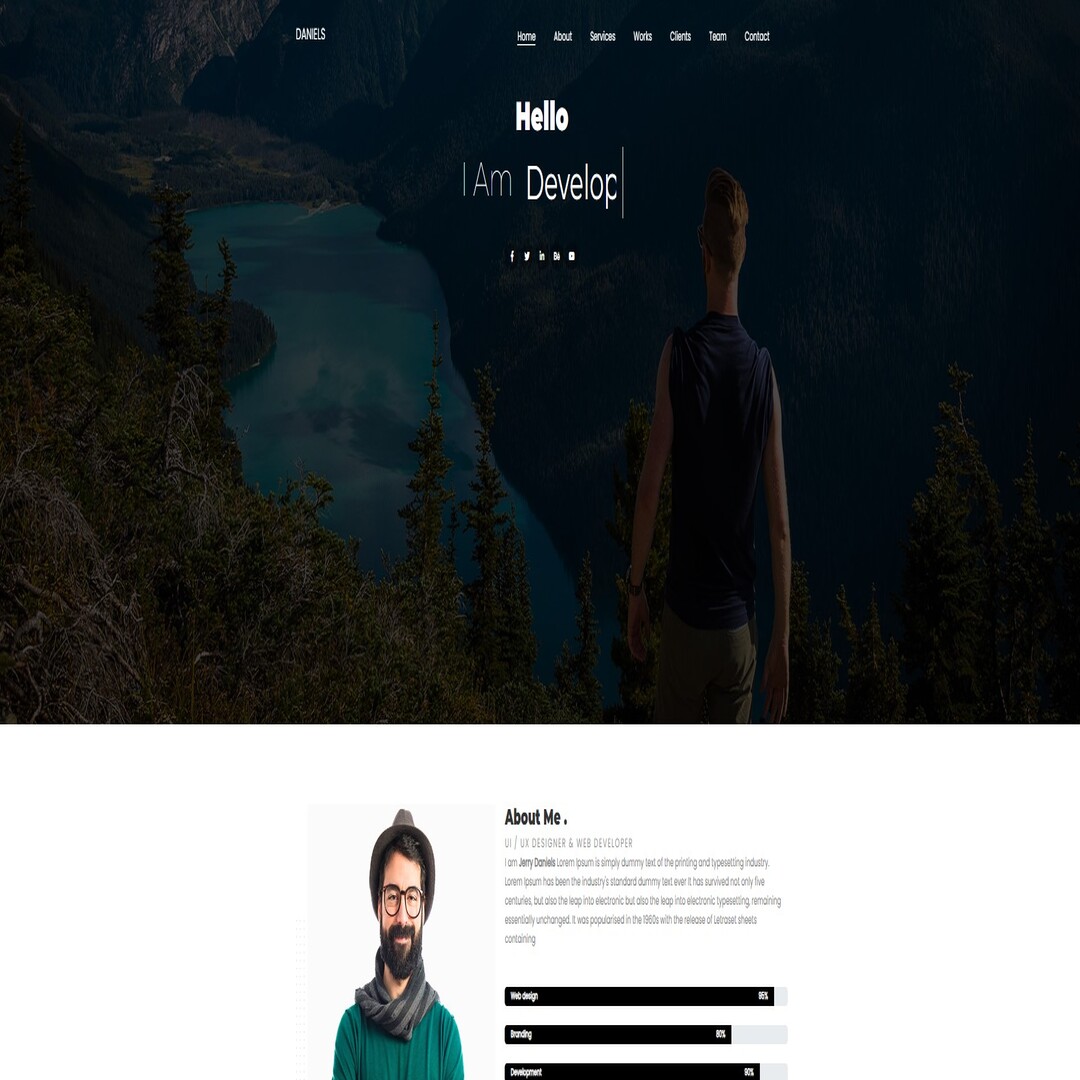 DANIELS
Home About Services Works Clients Team Contact
Hello
I Am Develop
About Me .
UI / UX DESIGNER & WEB DEVELOPER
I am Jerry Daniels Lorem Ipsum is simply dummy text of the printing and typesetting industry.
Lorem Ipsum has been the industry's standard dummy text ever It has survived not only five
centuries, but also the leap into electronic but also the leap into electronic typesetting, remaining
essentially unchanged. It was popularised in the 1960s with the release of Letraset sheets
containing
Web design 95%
Branding 80%
Development 90%